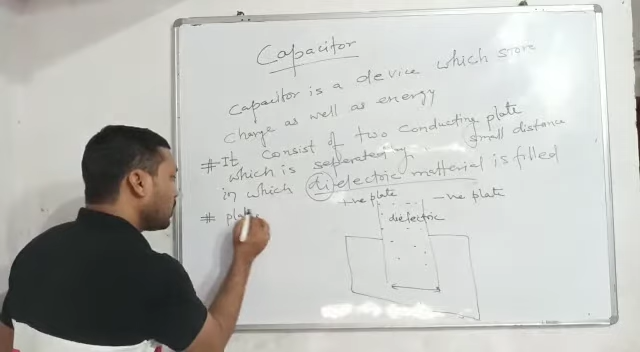 Capacitor
Capacitor is a device which store
charge as well as energy
# It consist of two conducting plate
which is seperated small distance
in which dielectric matterial is filled
+ve plate - ve plate
dielectric
# plate